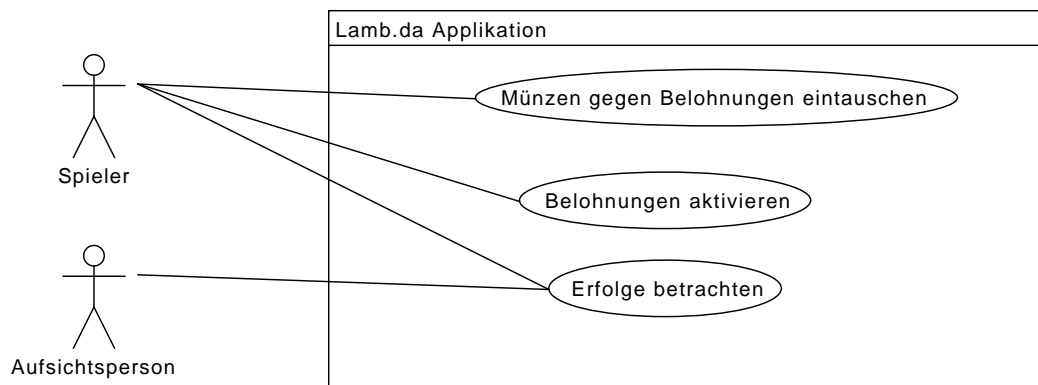 Lamb.da Applikation
Münzen gegen Belohnungen eintauschen
Spieler
Belohnungen aktivieren
Erfolge betrachten
Aufsichtsperson